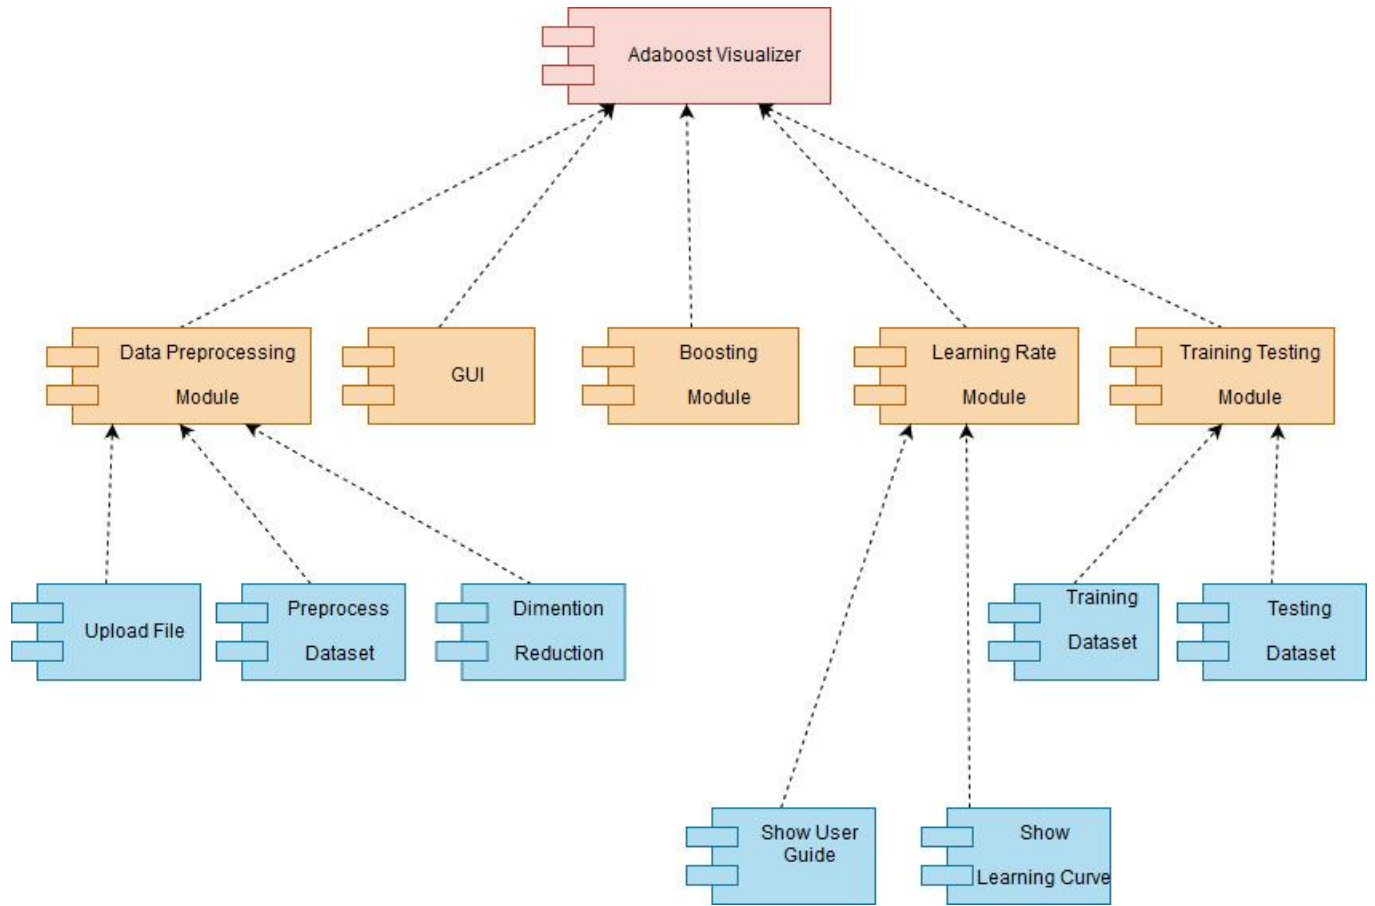 Adaboost Visualizer
Data Preprocessing
Module
GUI
Boosting
Module
Learning Rate
Module
Training Testing
Module
Upload File
Preprocess
Dataset
Dimention
Reduction
Training
Dataset
Testing
Dataset
Show User
Guide
Show
Learning Curve